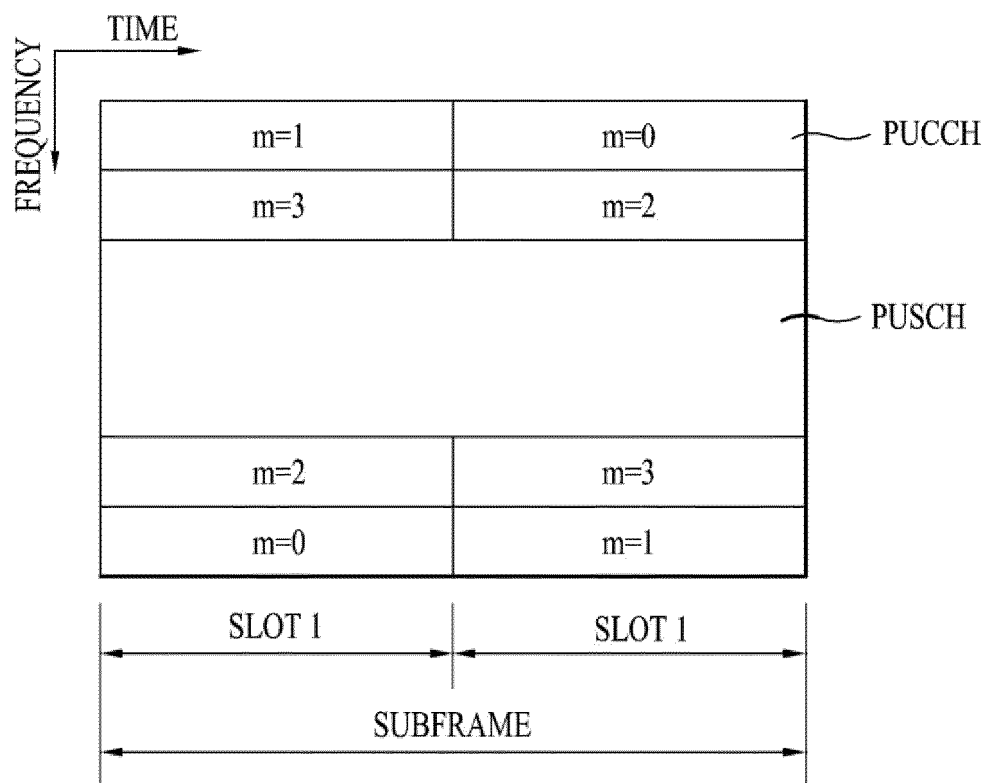 TIME
FREQUENCY
m=1
m=0
PUCCH
m=3
m=2
PUSCH
m=2
m=3
m=0
m=1
SLOT 1
SLOT 1
SUBFRAME